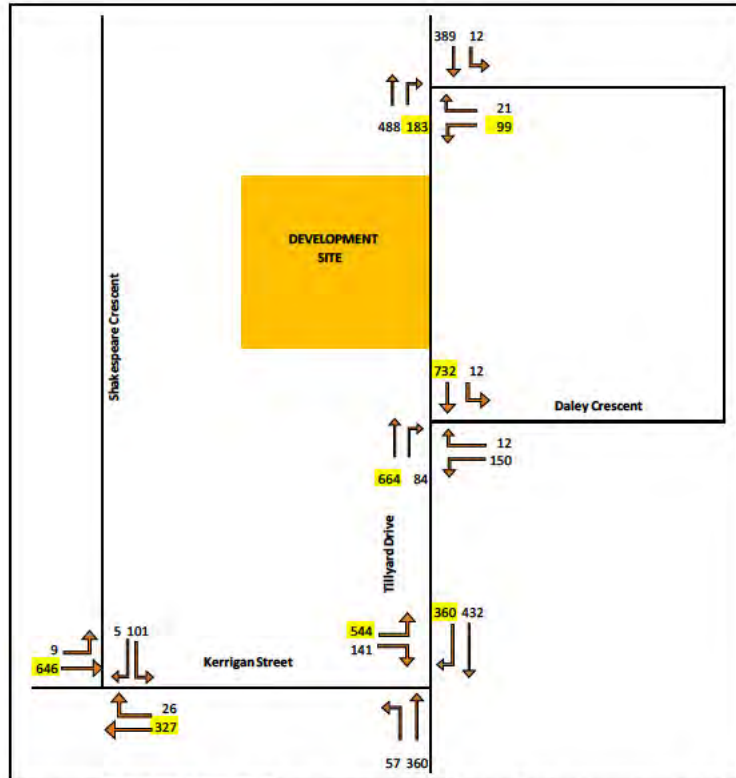 389 12
21
488 183 99
DEVELOPMENT
SITE
Shakespeare Crescent
732 12
Daley Crescent
12
664 84 150
Tillyard Drive
5 101
9
646
Kerrigan Street
544
141
360 432
26
327
57 360